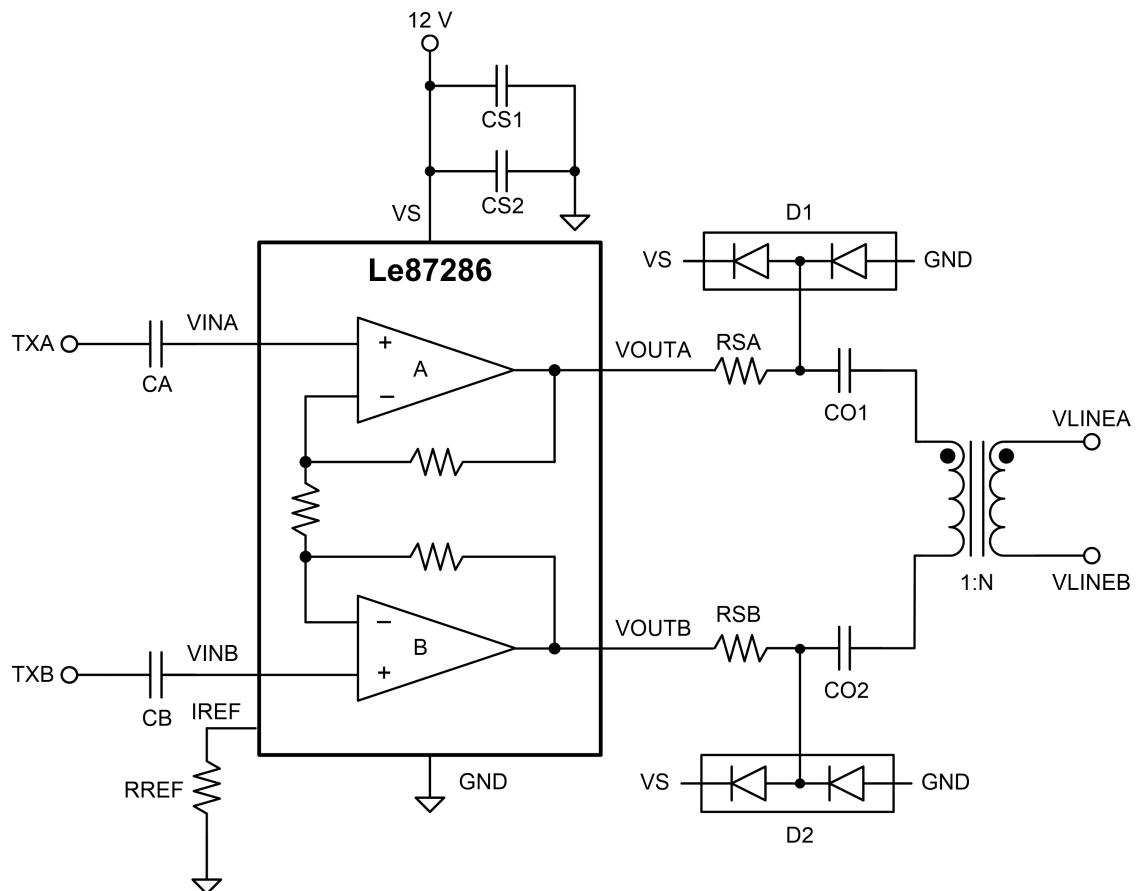 12 V
CS1
CS2
VS
D1
VS
GND
Le87286
TXA
CA
VINA
+
A
−
VOUTA
RSA
CO1
VLINEA
1:N
VLINEB
−
B
+
VOUTB
RSB
CO2
TXB
CB
VINB
IREF
RREF
GND
VS
GND
D2